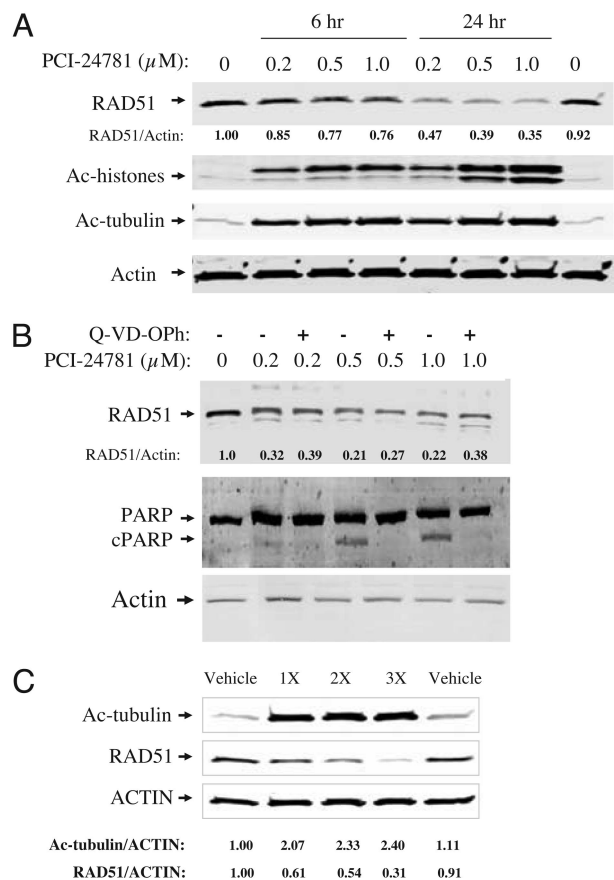 A
6 hr 24 hr
PCI-24781 (µM): 0 0.2 0.5 1.0 0.2 0.5 1.0 0
RAD51
RAD51/Actin: 1.00 0.85 0.77 0.76 0.47 0.39 0.35 0.92
Ac-histones
Ac-tubulin
Actin
B
Q-VD-OPh: - - + - + - +
PCI-24781 (µM): 0 0.2 0.2 0.5 0.5 1.0 1.0
RAD51
RAD51/Actin: 1.0 0.32 0.39 0.21 0.27 0.22 0.38
PARP
cPARP
Actin
C
Vehicle 1X 2X 3X Vehicle
Ac-tubulin
RAD51
ACTIN
Ac-tubulin/ACTIN: 1.00 2.07 2.33 2.40 1.11
RAD51/ACTIN: 1.00 0.61 0.54 0.31 0.91